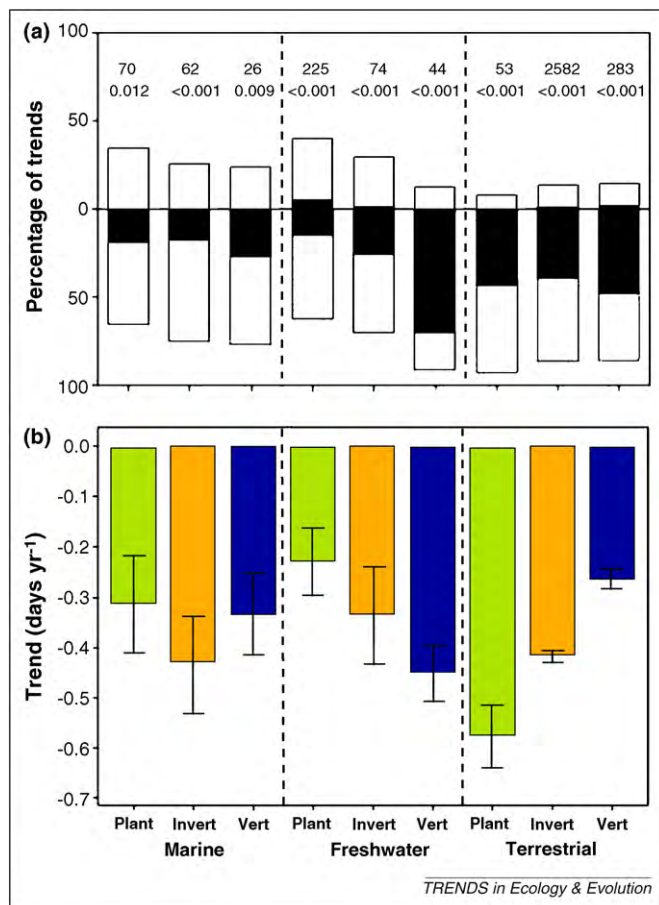 (a)
100
50
0
50
100
Percentage of trends
70 62 26 225 74 44 53 2582 283
0.012 <0.001 0.009 <0.001 <0.001 <0.001 <0.001 <0.001 <0.001
(b)
0.0
-0.1
-0.2
-0.3
-0.4
-0.5
-0.6
-0.7
Trend (days yr⁻¹)
Plant Invert Vert Plant Invert Vert Plant Invert Vert
Marine Freshwater Terrestrial
TRENDS in Ecology & Evolution